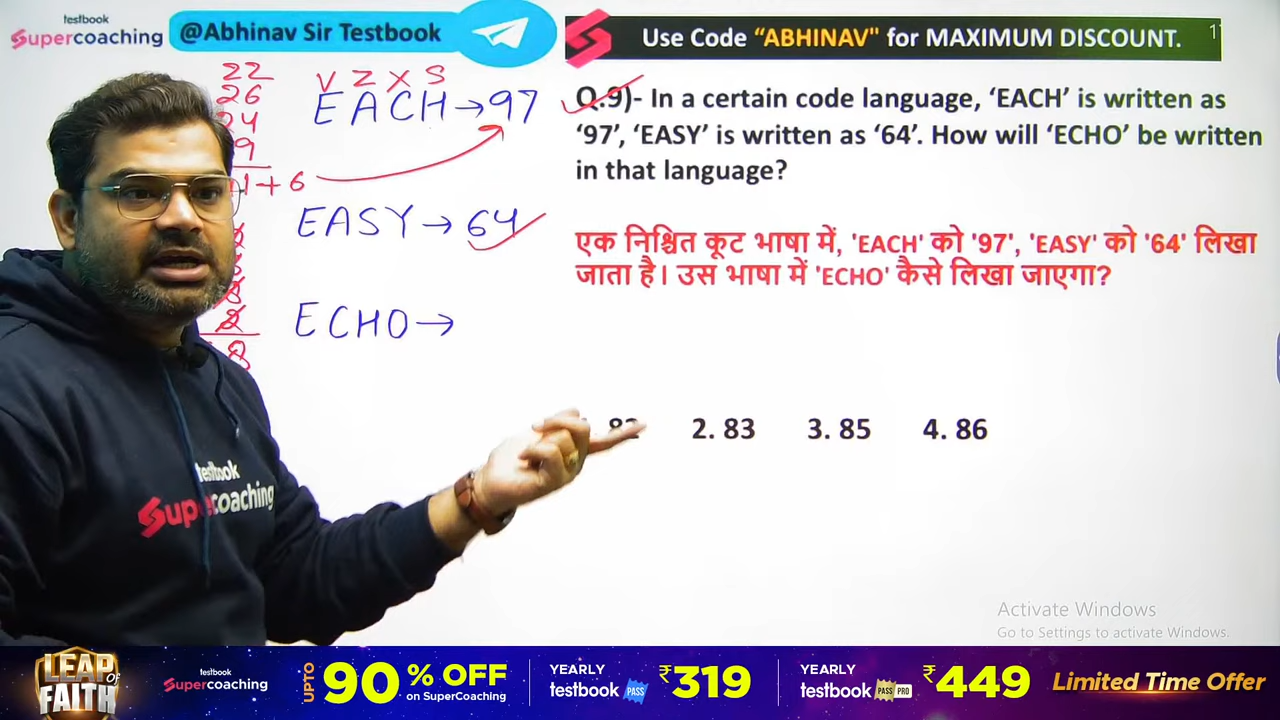 testbook
Supercoaching
@Abhinav Sir Testbook
Use Code “ABHINAV" for MAXIMUM DISCOUNT.
22
26
24
9
1+6
V Z X S
EACH→97
EASY→64
ECHO→
Q.9)- In a certain code language, ‘EACH’ is written as
‘97’, ‘EASY’ is written as ‘64’. How will ‘ECHO’ be written
in that language?
एक निश्चित कूट भाषा में, 'EACH' को '97', 'EASY' को '64' लिखा
जाता है। उस भाषा में 'ECHO' कैसे लिखा जाएगा?
82 2. 83 3. 85 4. 86
testbook
Supercoaching
Activate Windows
Go to Settings to activate Windows.
LEAP OF FAITH
testbook
Supercoaching
UPTO 90% OFF
on SuperCoaching
YEARLY
testbook PASS
₹319
YEARLY
testbook PASS PRO
₹449
Limited Time Offer